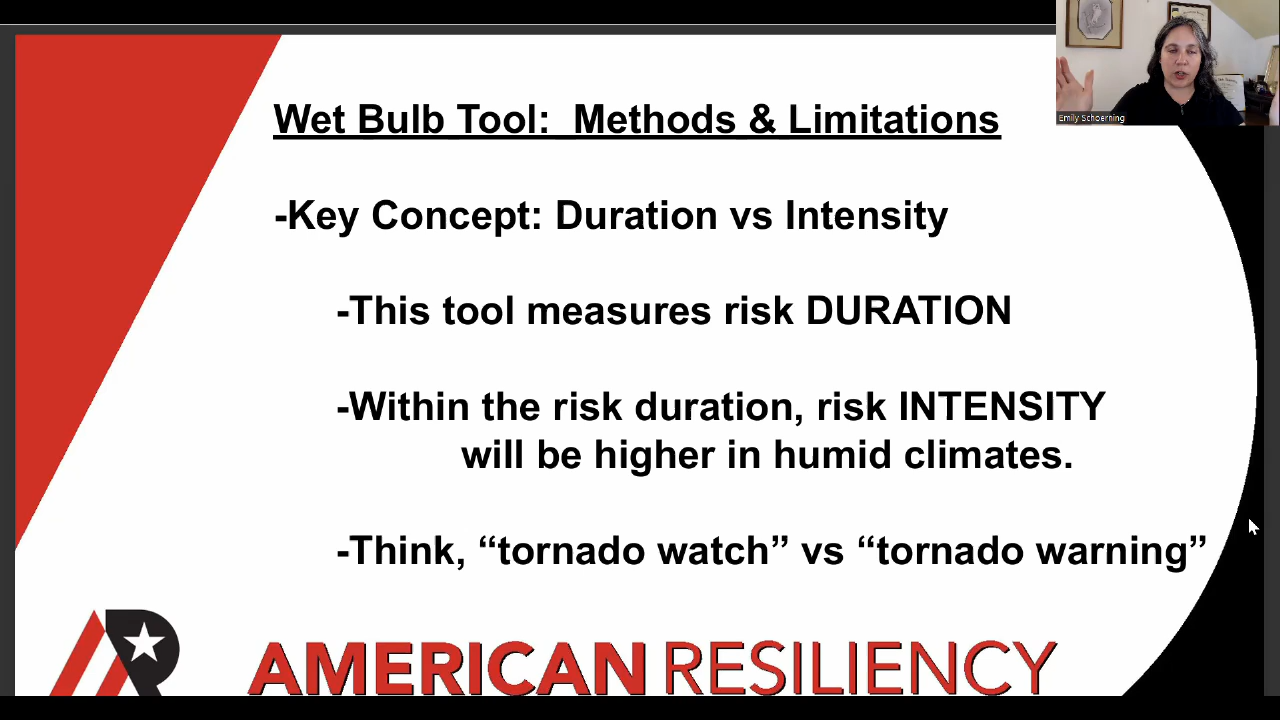 Wet Bulb Tool:  Methods & Limitations
-Key Concept: Duration vs Intensity
-This tool measures risk DURATION
-Within the risk duration, risk INTENSITY
will be higher in humid climates.
-Think, “tornado watch” vs “tornado warning”
AMERICAN RESILIENCY
Emily Schoerning